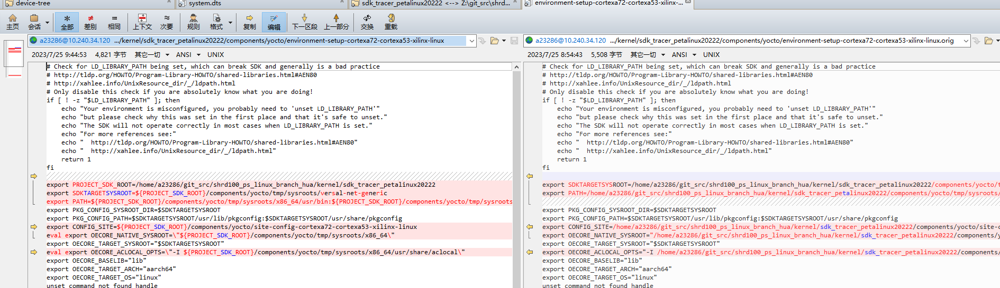 device-tree
system.dts
sdk_tracer_petalinux20222 <--> Z:\git_src\shrd...
environment-setup-cortexa72-cortexa53-xilinx-...
主页 会话 全部 差别 相同 上下文 次要 规则 格式 复制 编辑 下一区段 上一部分 交换 重载
a23286@10.240.34.120 .../kernel/sdk_tracer_petalinux20222/components/yocto/environment-setup-cortexa72-cortexa53-xilinx-linux
2023/7/25 9:44:53 4,821 字节 其它一切 ANSI UNIX
# Check for LD_LIBRARY_PATH being set, which can break SDK and generally is a bad practice
# http://tldp.org/HOWTO/Program-Library-HOWTO/shared-libraries.html#AEN80
# http://xahlee.info/UnixResource_dir/_/ldpath.html
# Only disable this check if you are absolutely know what you are doing!
if [ ! -z "$LD_LIBRARY_PATH" ]; then
echo "Your environment is misconfigured, you probably need to 'unset LD_LIBRARY_PATH'"
echo "but please check why this was set in the first place and that it's safe to unset."
echo "The SDK will not operate correctly in most cases when LD_LIBRARY_PATH is set."
echo "For more references see:"
echo "  http://tldp.org/HOWTO/Program-Library-HOWTO/shared-libraries.html#AEN80"
echo "  http://xahlee.info/UnixResource_dir/_/ldpath.html"
return 1
fi
export PROJECT_SDK_ROOT=/home/a23286/git_src/shrd100_ps_linux_branch_hua/kernel/sdk_tracer_petalinux20222
export SDKTARGETSYSROOT=${PROJECT_SDK_ROOT}/components/yocto/tmp/sysroots/versal-net-generic
export PATH=${PROJECT_SDK_ROOT}/components/yocto/tmp/sysroots/x86_64/usr/bin:${PROJECT_SDK_ROOT}/components/yocto/tmp/sysroots
export PKG_CONFIG_SYSROOT_DIR=$SDKTARGETSYSROOT
export PKG_CONFIG_PATH=$SDKTARGETSYSROOT/usr/lib/pkgconfig:$SDKTARGETSYSROOT/usr/share/pkgconfig
export CONFIG_SITE=${PROJECT_SDK_ROOT}/components/yocto/site-config-cortexa72-cortexa53-xilinx-linux
eval export OECORE_NATIVE_SYSROOT=\"${PROJECT_SDK_ROOT}/components/yocto/tmp/sysroots/x86_64\"
export OECORE_TARGET_SYSROOT="$SDKTARGETSYSROOT"
eval export OECORE_ACLOCAL_OPTS=\"-I ${PROJECT_SDK_ROOT}/components/yocto/tmp/sysroots/x86_64/usr/share/aclocal\"
export OECORE_BASELIB="lib"
export OECORE_TARGET_ARCH="aarch64"
export OECORE_TARGET_OS="linux"
unset command_not_found_handle
a23286@10.240.34.120 .../kernel/sdk_tracer_petalinux20222/components/yocto/environment-setup-cortexa72-cortexa53-xilinx-linux.orig
2023/7/25 8:54:43 5,508 字节 其它一切 ANSI UNIX
# Check for LD_LIBRARY_PATH being set, which can break SDK and generally is a bad practice
# http://tldp.org/HOWTO/Program-Library-HOWTO/shared-libraries.html#AEN80
# http://xahlee.info/UnixResource_dir/_/ldpath.html
# Only disable this check if you are absolutely know what you are doing!
if [ ! -z "$LD_LIBRARY_PATH" ]; then
echo "Your environment is misconfigured, you probably need to 'unset LD_LIBRARY_PATH'"
echo "but please check why this was set in the first place and that it's safe to unset."
echo "The SDK will not operate correctly in most cases when LD_LIBRARY_PATH is set."
echo "For more references see:"
echo "  http://tldp.org/HOWTO/Program-Library-HOWTO/shared-libraries.html#AEN80"
echo "  http://xahlee.info/UnixResource_dir/_/ldpath.html"
return 1
fi
export SDKTARGETSYSROOT=/home/a23286/git_src/shrd100_ps_linux_branch_hua/kernel/sdk_tracer_petalinux20222/components/yocto/t
export PATH=/home/a23286/git_src/shrd100_ps_linux_branch_hua/kernel/sdk_tracer_petalinux20222/components/yocto/tmp/sysroots/
export PKG_CONFIG_SYSROOT_DIR=$SDKTARGETSYSROOT
export PKG_CONFIG_PATH=$SDKTARGETSYSROOT/usr/lib/pkgconfig:$SDKTARGETSYSROOT/usr/share/pkgconfig
export CONFIG_SITE=/home/a23286/git_src/shrd100_ps_linux_branch_hua/kernel/sdk_tracer_petalinux20222/components/yocto/site-c
export OECORE_NATIVE_SYSROOT="/home/a23286/git_src/shrd100_ps_linux_branch_hua/kernel/sdk_tracer_petalinux20222/components/y
export OECORE_TARGET_SYSROOT="$SDKTARGETSYSROOT"
export OECORE_ACLOCAL_OPTS="-I /home/a23286/git_src/shrd100_ps_linux_branch_hua/kernel/sdk_tracer_petalinux20222/components/
export OECORE_BASELIB="lib"
export OECORE_TARGET_ARCH="aarch64"
export OECORE_TARGET_OS="linux"
unset command_not_found_handle